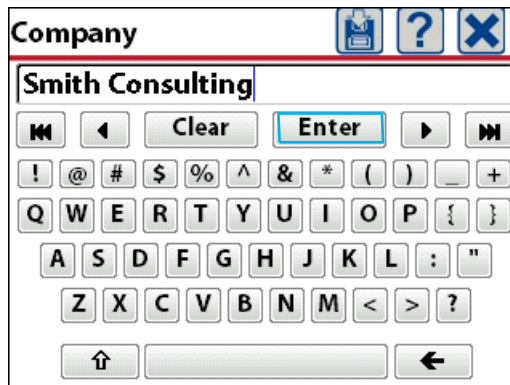 Company ?
Smith Consulting
Clear Enter
! @ # $ % ^ & * ( ) _ +
Q W E R T Y U I O P { }
A S D F G H J K L : "
Z X C V B N M < > ?